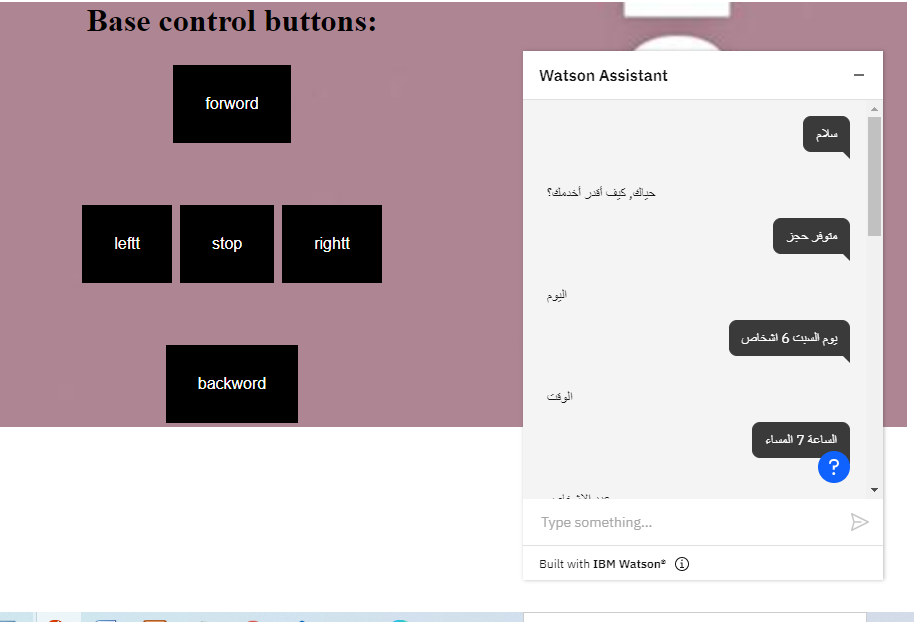 Base control buttons:
forword
leftt stop rightt
backword
Watson Assistant
سلام
حياك, كيف أقدر أخدمك؟
متوفر حجز
اليوم
يوم السبت 6 اشخاص
الوقت
الساعة 7 المساء
?
Type something...
Built with IBM Watson®